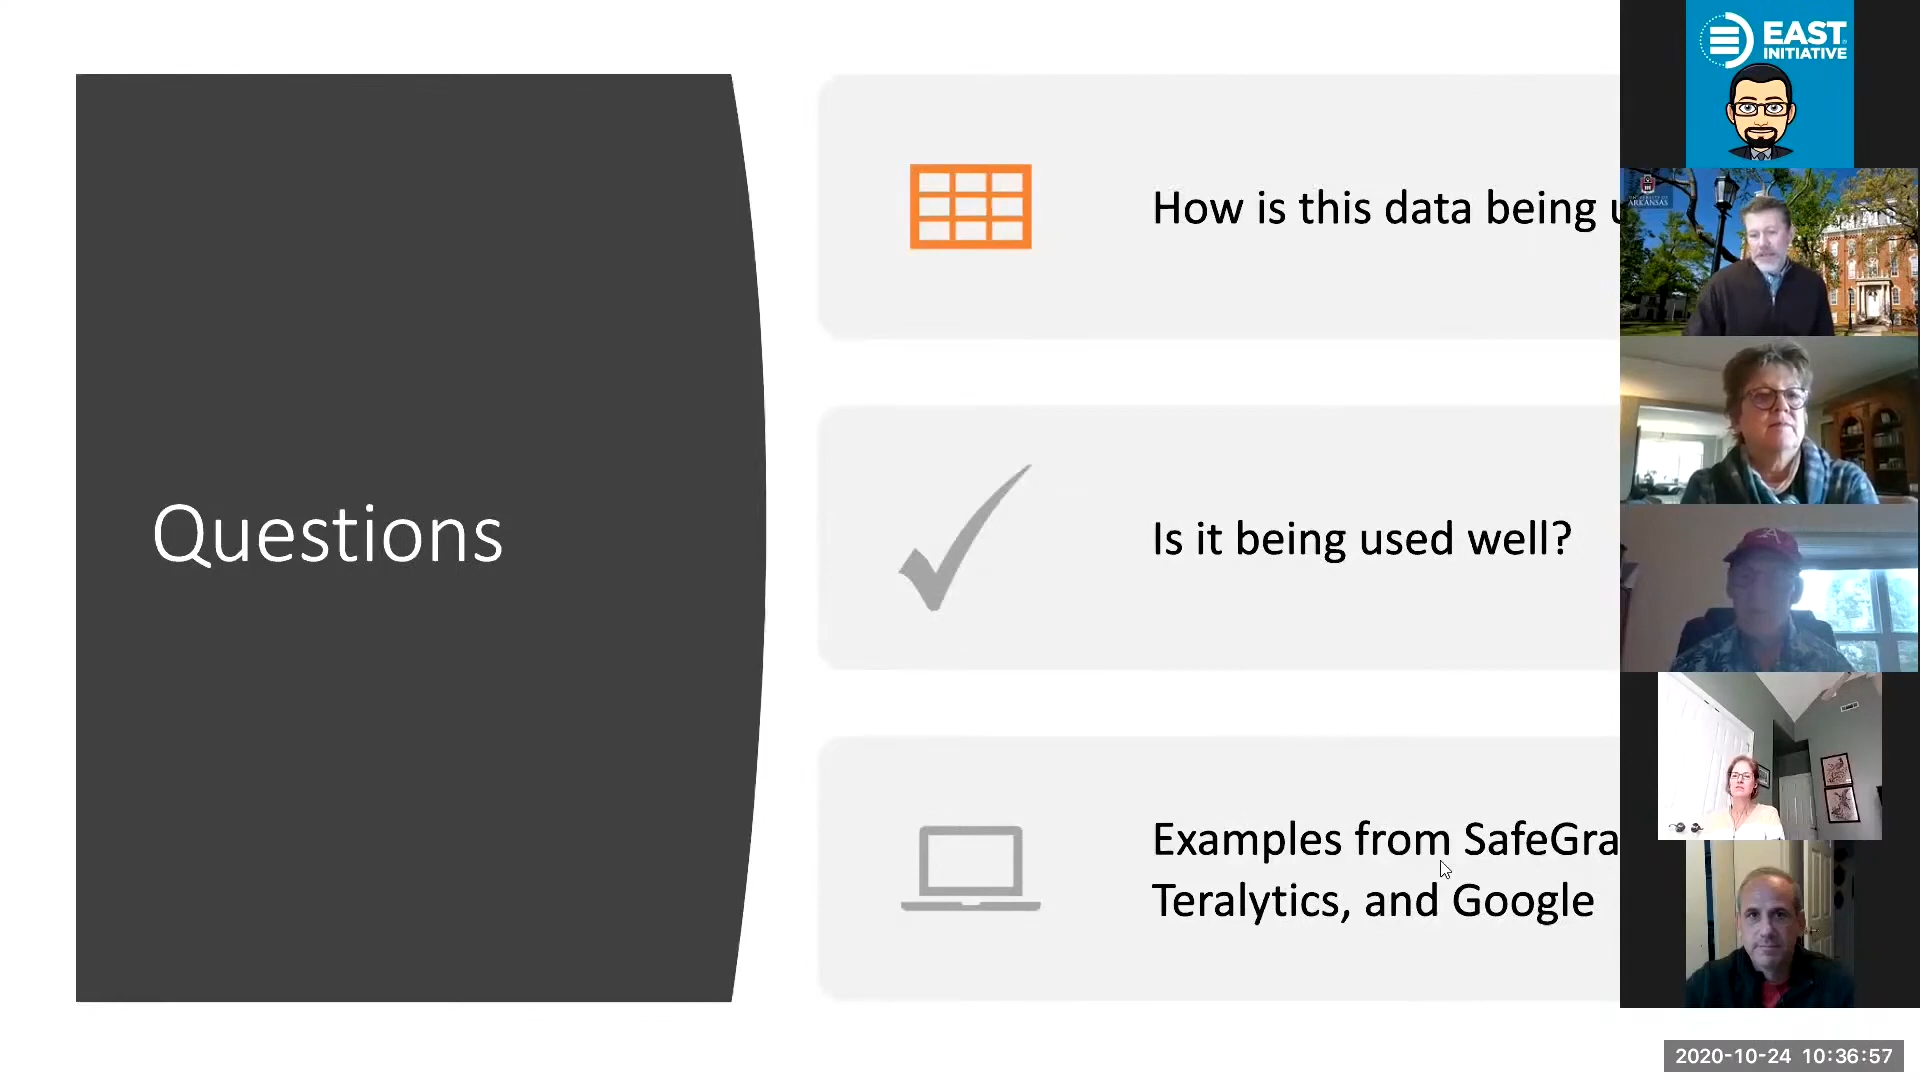 Questions
How is this data being
Is it being used well?
Examples from SafeGra
Teralytics, and Google
EAST
INITIATIVE
ARKANSAS
2020-10-24 10:36:57